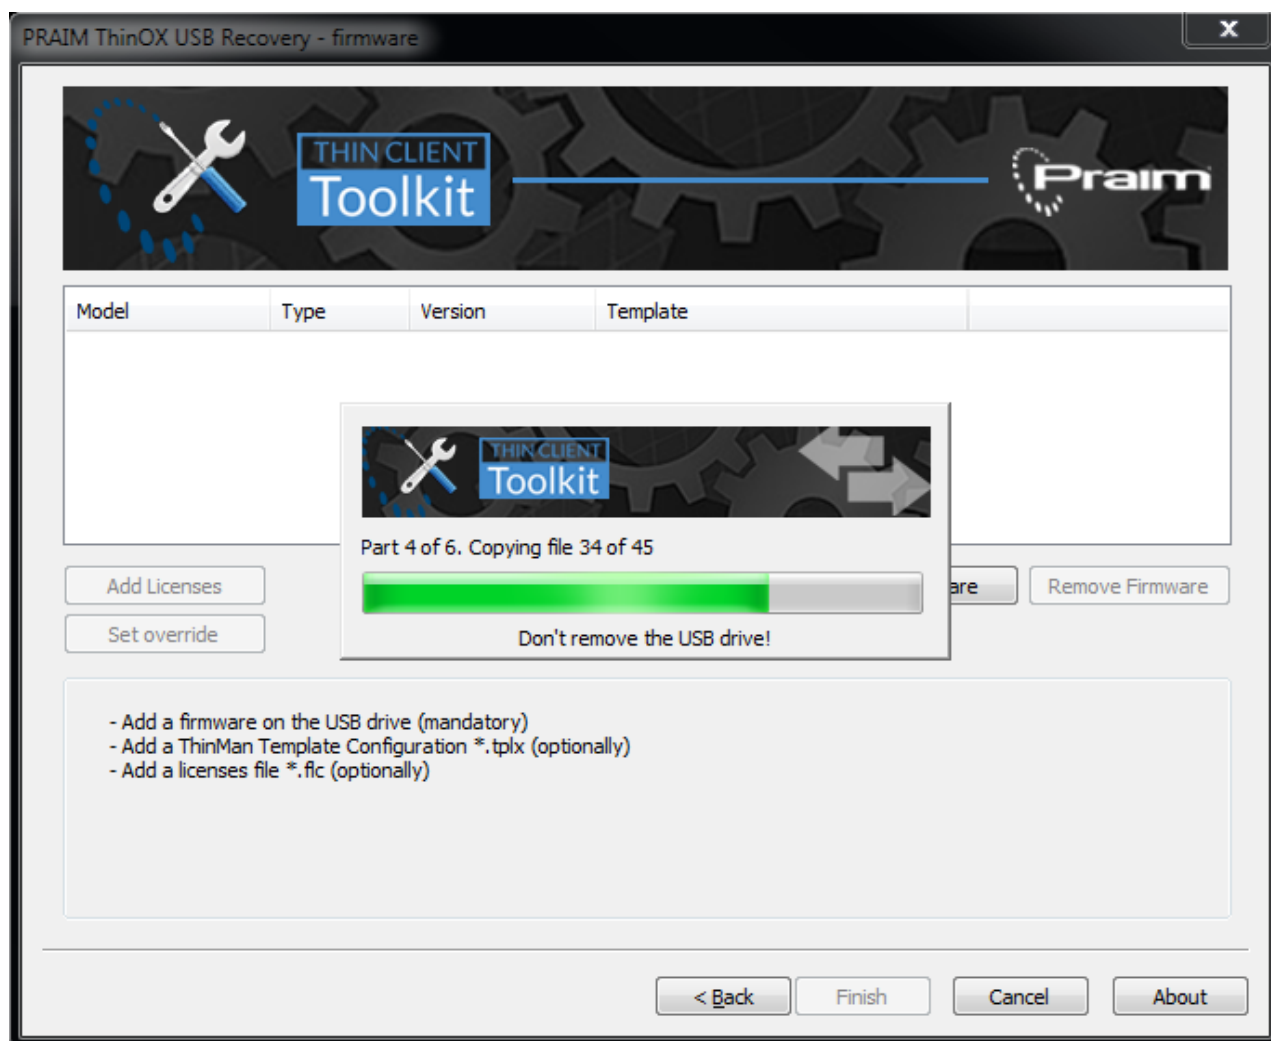 PRAIM ThinOX USB Recovery - firmware
x
THIN CLIENT
Toolkit
Praim
Model Type Version Template
THIN CLIENT
Toolkit
Part 4 of 6. Copying file 34 of 45
Don't remove the USB drive!
Add Licenses
are
Remove Firmware
Set override
- Add a firmware on the USB drive (mandatory)
- Add a ThinMan Template Configuration *.tplx (optionally)
- Add a licenses file *.flc (optionally)
< Back
Finish
Cancel
About